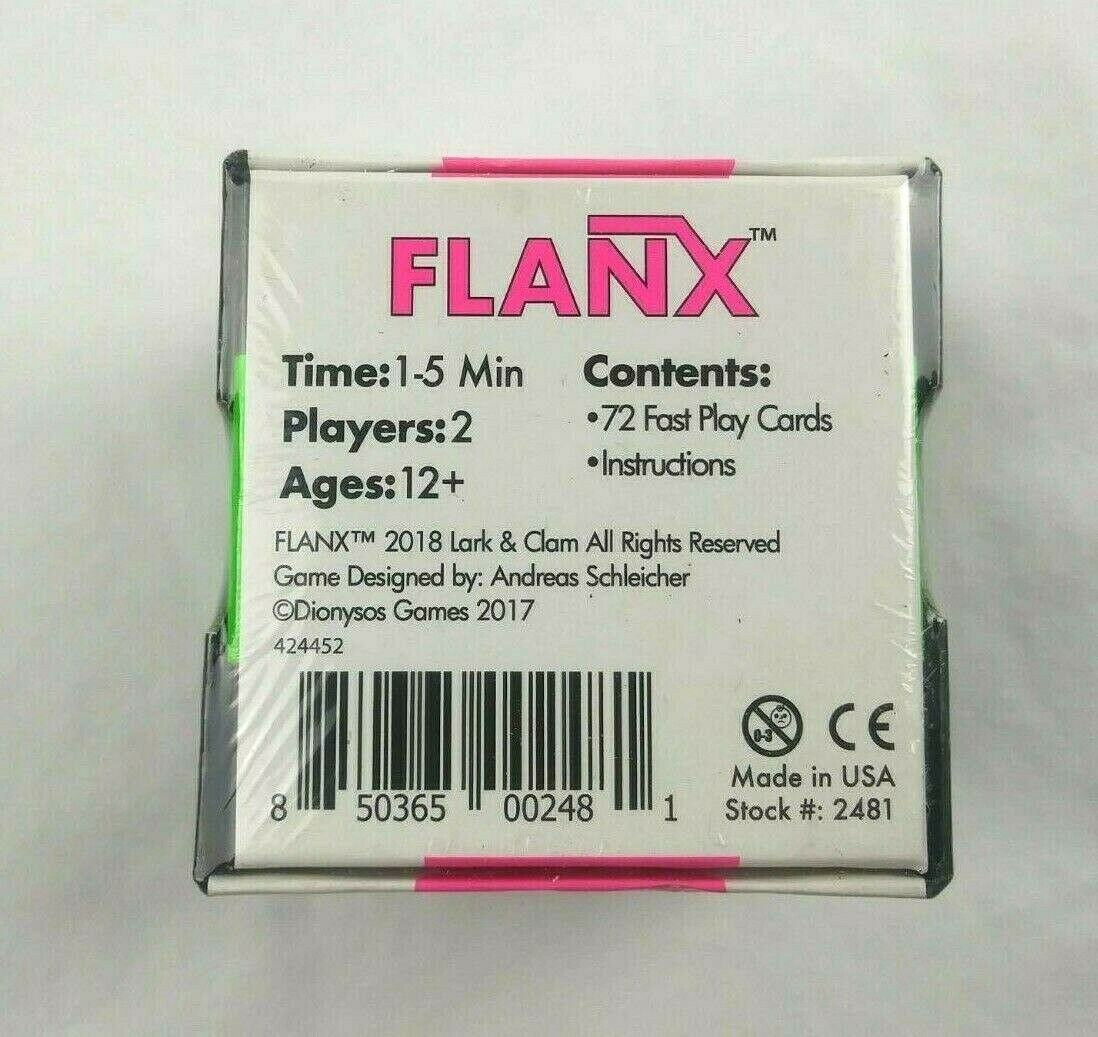 FLANX™
Time: 1-5 Min
Players: 2
Ages: 12+
Contents:
•72 Fast Play Cards
•Instructions
FLANX™ 2018 Lark & Clam All Rights Reserved
Game Designed by: Andreas Schleicher
©Dionysos Games 2017
424452
8 50365 00248 1
0-3
CE
Made in USA
Stock #: 2481